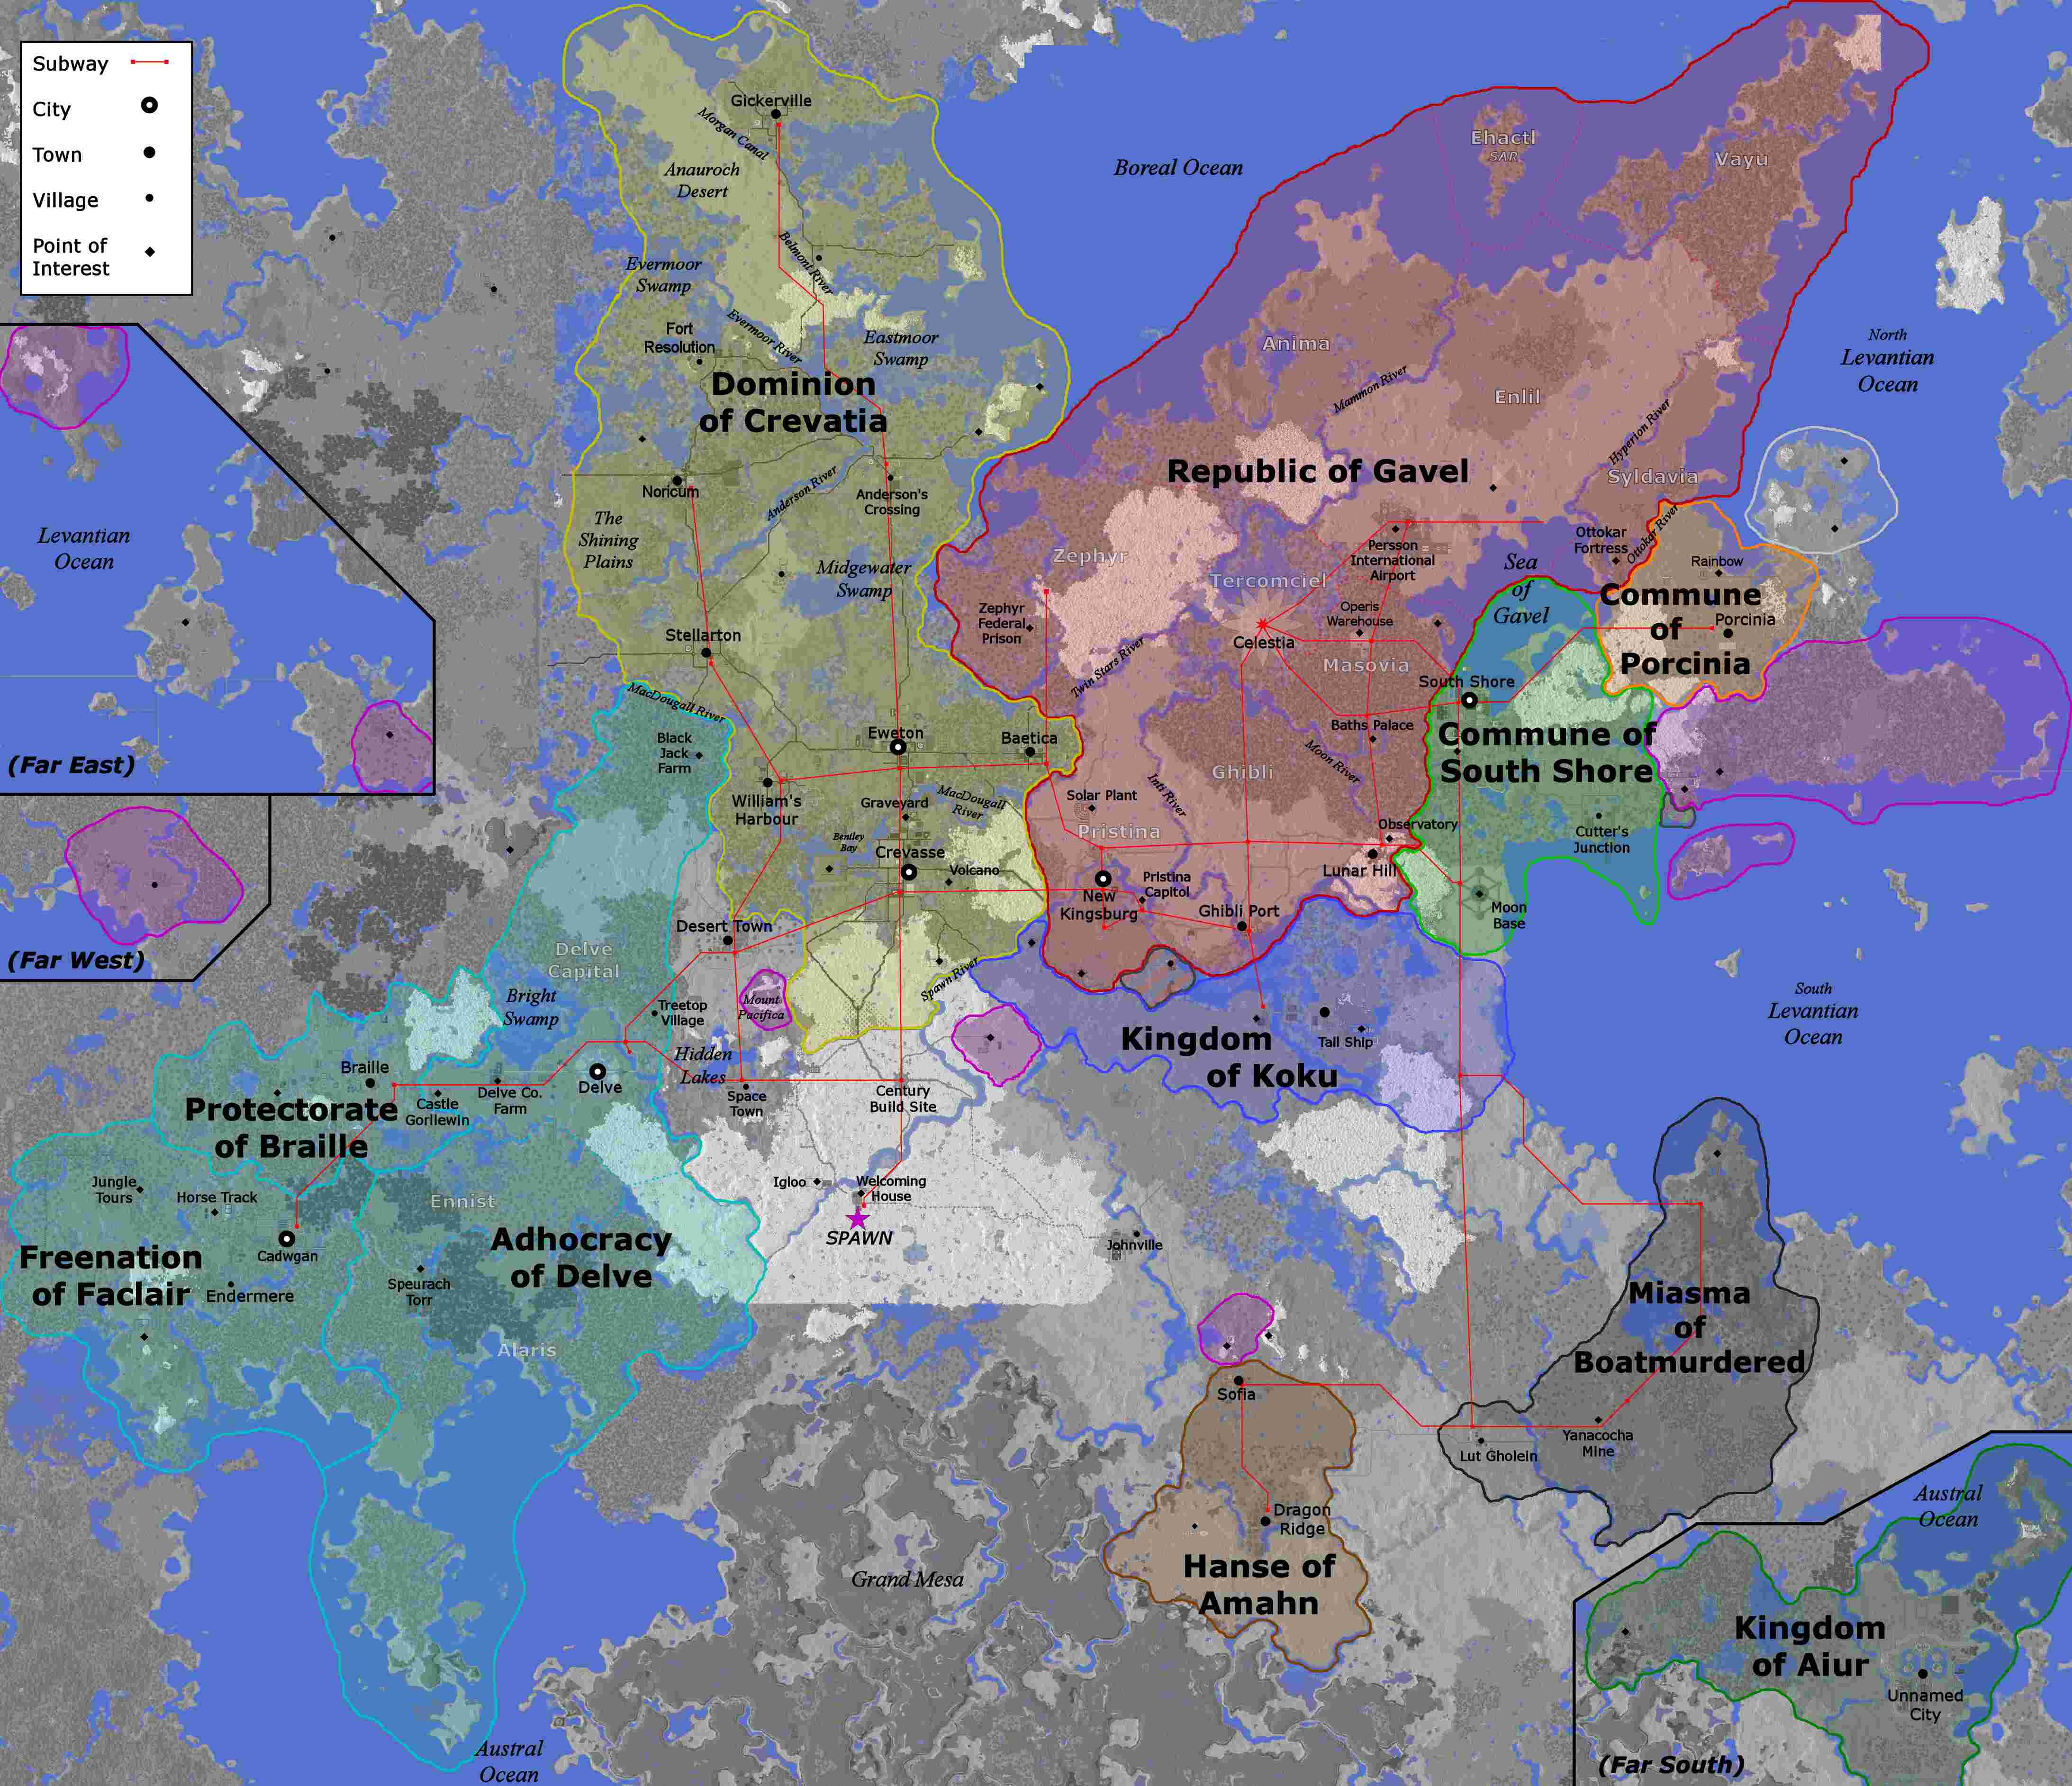 Subway
City
Town
Village
Point of
Interest
Gickerville
Morgan Canal
Anauroch
Desert
Belmont River
Evermoor
Swamp
Fort
Resolution
Evermoor River
Eastmoor
Swamp
Dominion
of Crevatia
Noricum
Anderson River
Anderson's
Crossing
The
Shining
Plains
Midgewater
Swamp
Stellarton
MacDougall River
Black
Jack
Farm
Eweton
Baetica
William's
Harbour
Graveyard
MacDougall
River
Bentley
Bay
Crevasse
Volcano
Desert Town
Spawn River
Boreal Ocean
Ehactl
SAR
Vayu
Anima
Mammon River
Enlil
Hyperion River
Republic of Gavel
Syldavia
Zephyr
Persson
International
Airport
Ottokar
Fortress
Ottokar River
Tercomciel
Sea
of
Gavel
Zephyr
Federal
Prison
Operis
Warehouse
Celestia
Twin Stars River
Masovia
Baths Palace
Moon River
Ghibli
Inti River
Solar Plant
Pristina
Observatory
Lunar Hill
New
Kingsburg
Pristina
Capitol
Ghibli Port
North
Levantian
Ocean
Rainbow
Commune
of
Porcinia
Porcinia
South Shore
Commune of
South Shore
Cutter's
Junction
Moon
Base
South
Levantian
Ocean
Levantian
Ocean
(Far East)
(Far West)
Delve
Capital
Bright
Swamp
Treetop
Village
Mount
Pacifica
Hidden
Lakes
Braille
Castle
Gorllewin
Delve Co.
Farm
Delve
Space
Town
Century
Build Site
Protectorate
of Braille
Kingdom
of Koku
Tall Ship
Jungle
Tours
Horse Track
Ennist
Igloo
Welcoming
House
SPAWN
Johnville
Freenation
of Faclair
Cadwgan
Endermere
Speurach
Torr
Adhocracy
of Delve
Alaris
Miasma
of
Boatmurdered
Sofia
Lut Gholein
Yanacocha
Mine
Dragon
Ridge
Hanse of
Amahn
Grand Mesa
Austral
Ocean
Austral
Ocean
Kingdom
of Aiur
Unnamed
City
(Far South)